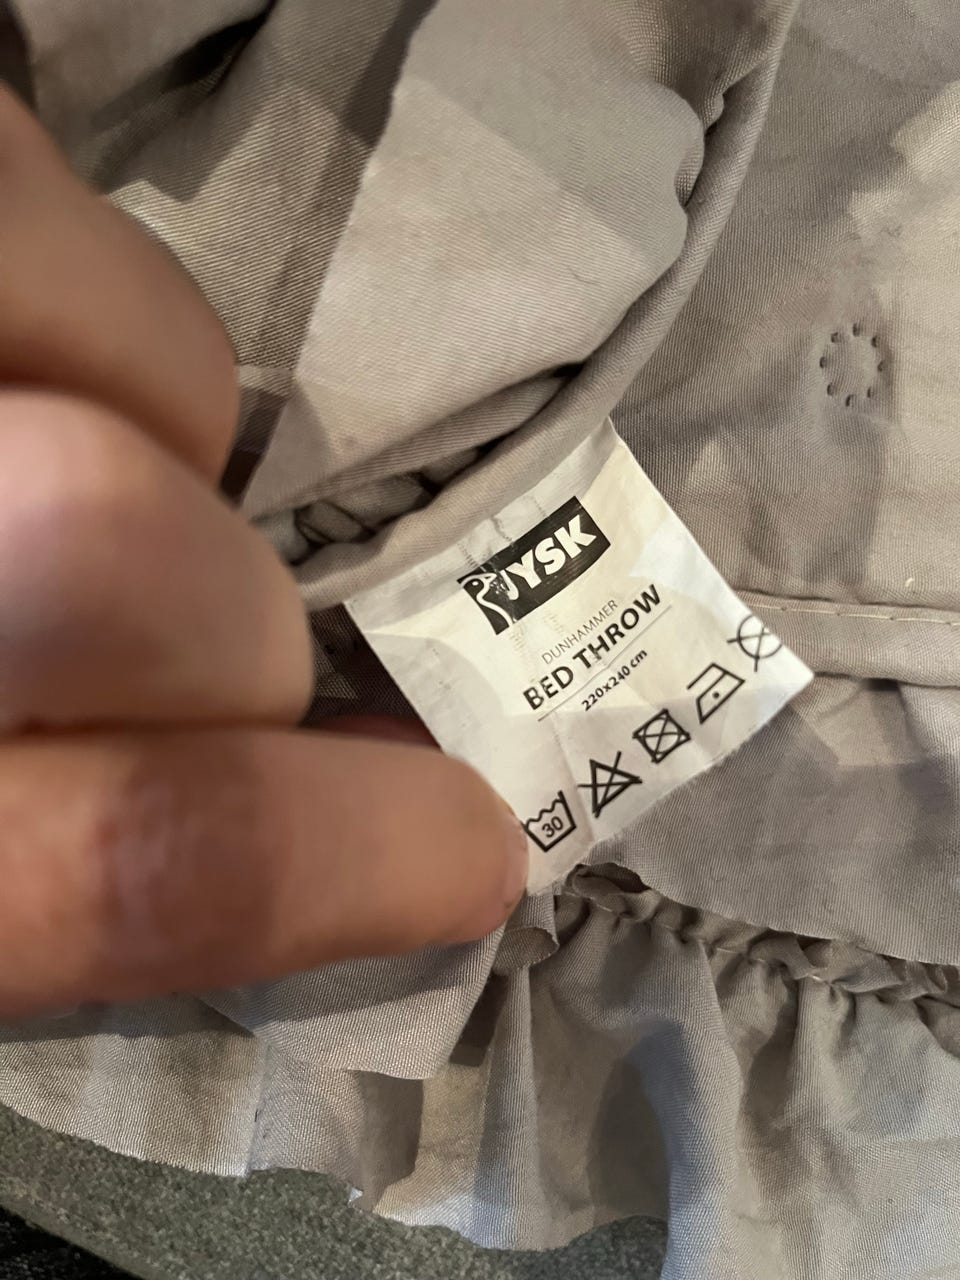 JYSK
DUNHAMMER
BED THROW
220x240 cm
30